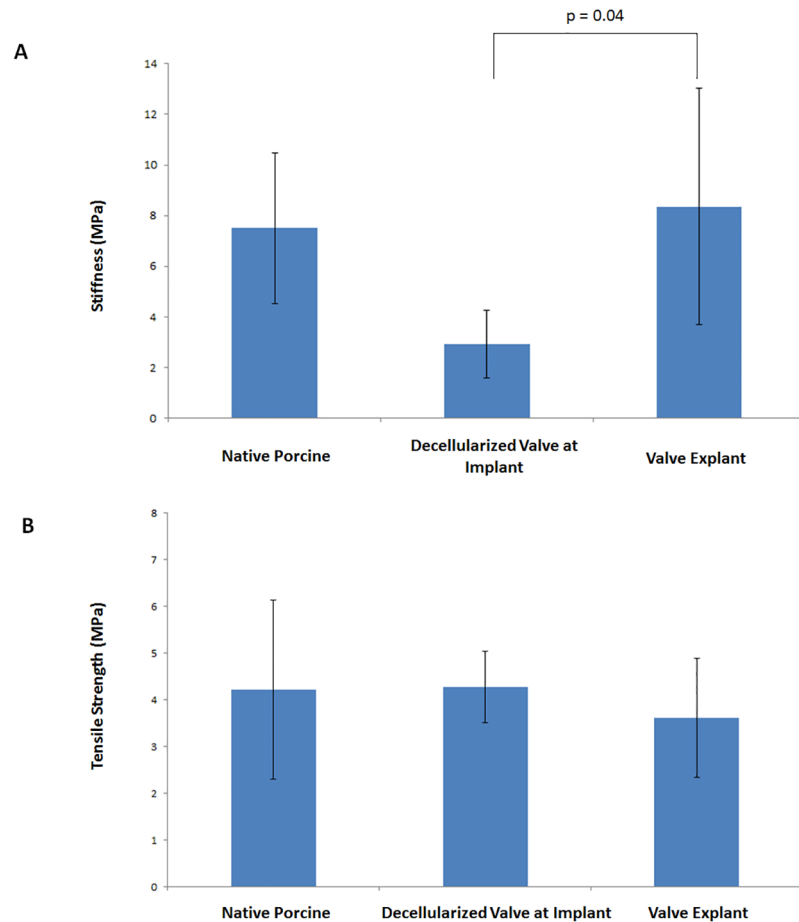 p = 0.04
A
14
12
10
8
6
4
2
0
Stiffness (MPa)
Native Porcine
Decellularized Valve at
Implant
Valve Explant
B
8
7
6
5
4
3
2
1
0
Tensile Strength (MPa)
Native Porcine
Decellularized Valve at Implant
Valve Explant